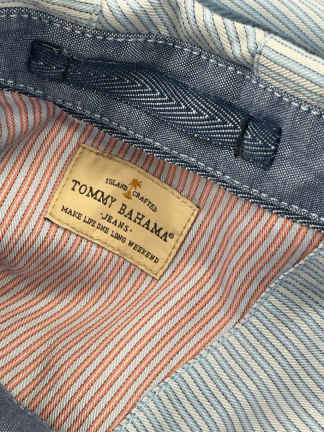 ISLAND CRAFTED
TOMMY BAHAMA®
·JEANS·
MAKE LIFE ONE LONG WEEKEND